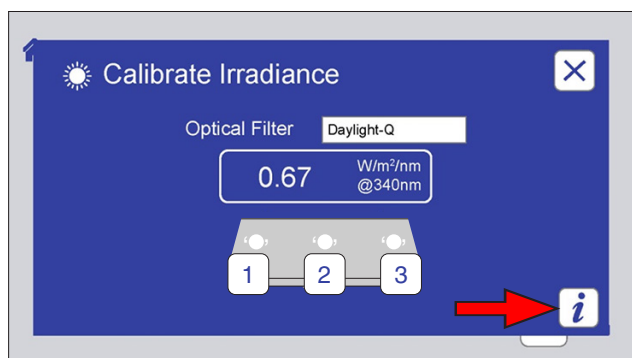 Calibrate Irradiance
Optical Filter Daylight-Q
0.67 W/m²/nm
@340nm
1 2 3
i